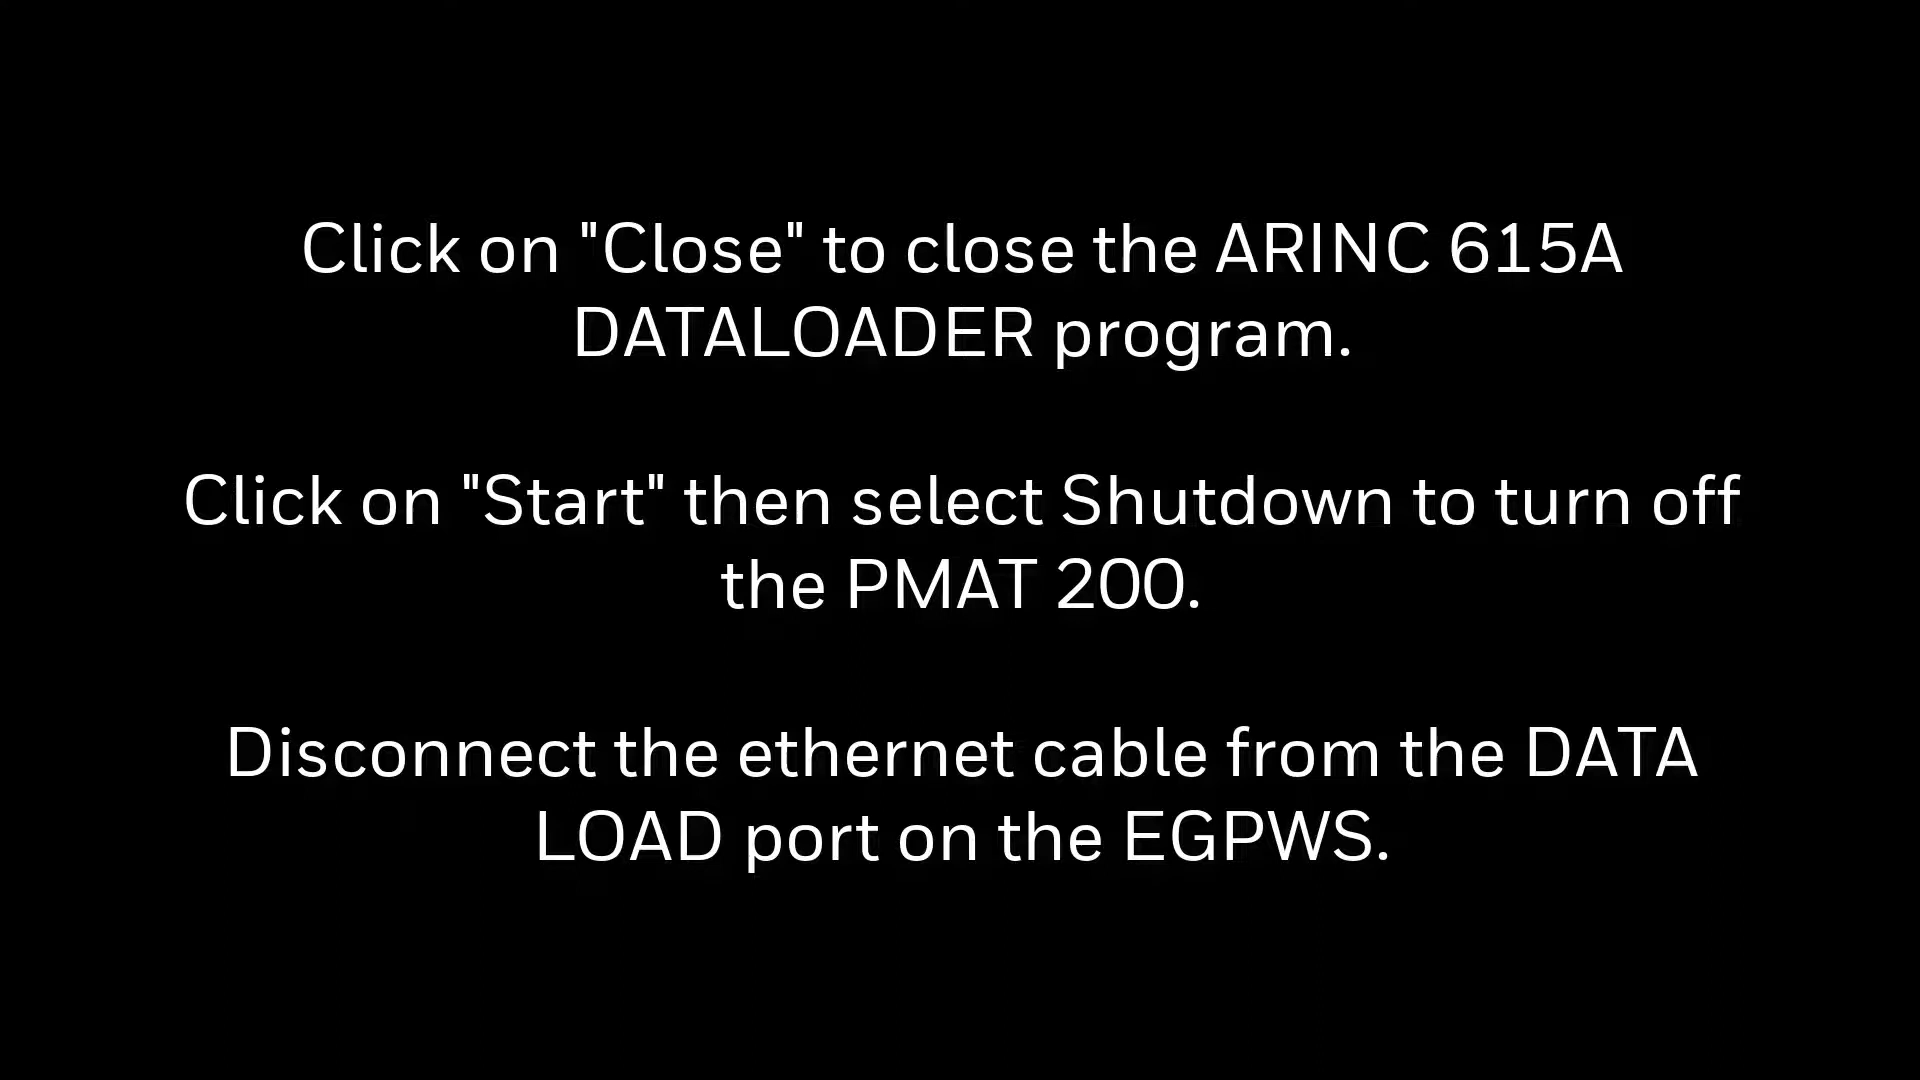 Click on "Close" to close the ARINC 615A
DATALOADER program.
Click on "Start" then select Shutdown to turn off
the PMAT 200.
Disconnect the ethernet cable from the DATA
LOAD port on the EGPWS.